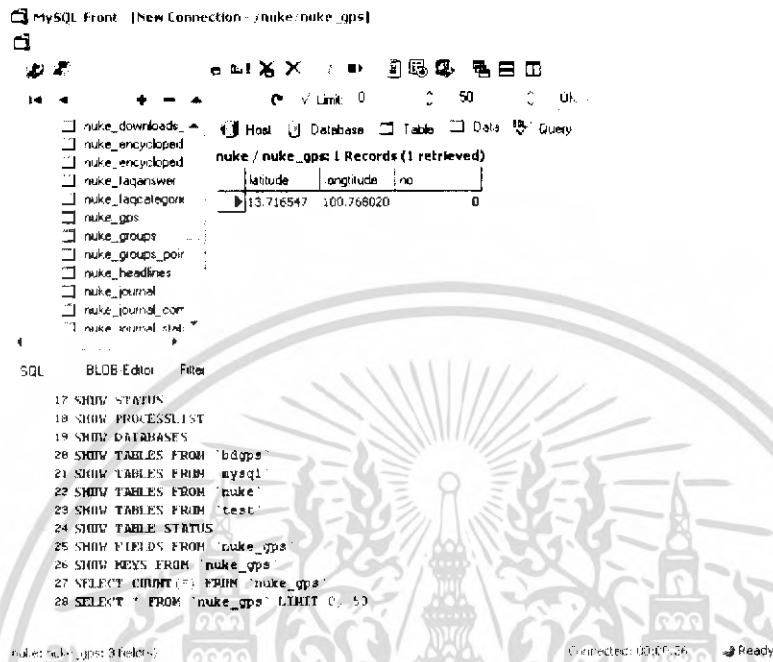 MySQL Front [New Connection - /nuke/nuke_gps]
Limit: 0 50
nuke_downloads_
nuke_encycloped
nuke_encycloped
nuke_faqanswer
nuke_faqcategorie
nuke_gps
nuke_groups
nuke_groups_poir
nuke_headlines
nuke_journal
nuke_journal_com
nuke_journal_stat:
Host Database Table Data Query
nuke / nuke_gps: 1 Records (1 retrieved)
latitude longtitude no
13.716547 100.768020 0
SQL BLOB-Editor Filter
17 SHOW STATUS
18 SHOW PROCESSLIST
19 SHOW DATABASES
20 SHOW TABLES FROM `bdgps`
21 SHOW TABLES FROM `mysql`
22 SHOW TABLES FROM `nuke`
23 SHOW TABLES FROM `test`
24 SHOW TABLE STATUS
25 SHOW FIELDS FROM `nuke_gps`
26 SHOW KEYS FROM `nuke_gps`
27 SELECT COUNT(*) FROM `nuke_gps`
28 SELECT * FROM `nuke_gps` LIMIT 0, 50
nuke: nuke_gps: 3 field(s) Connected: Ready